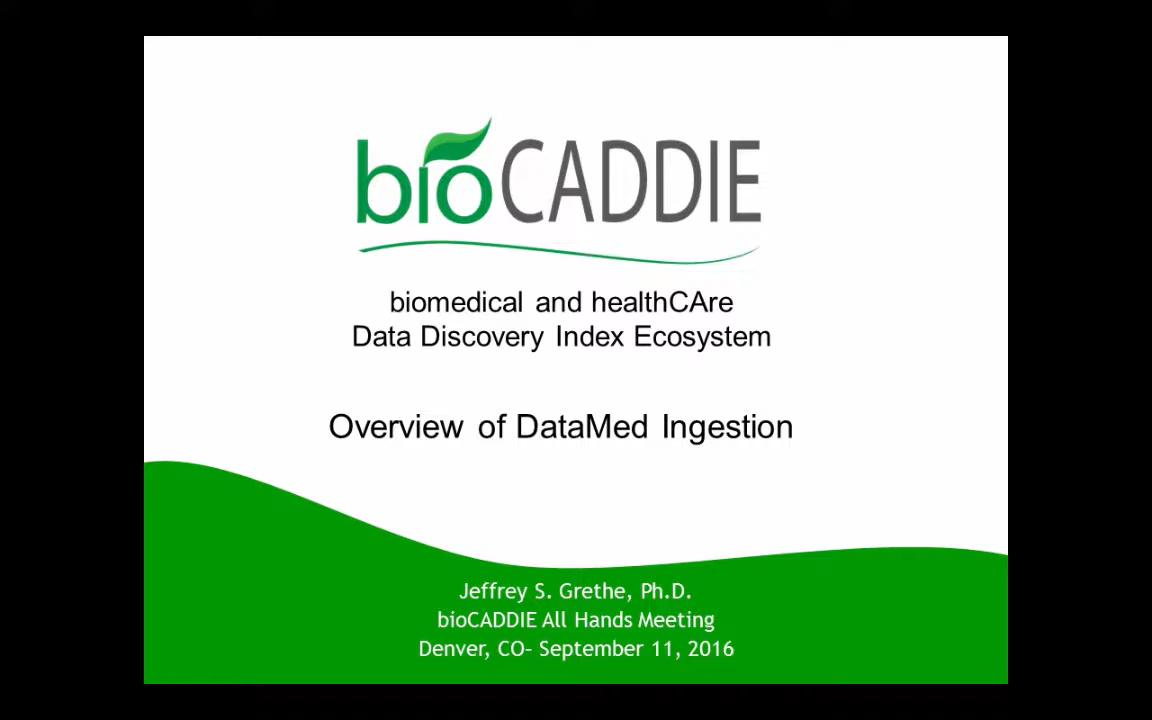 bioCADDIE
biomedical and healthCAre
Data Discovery Index Ecosystem
Overview of DataMed Ingestion
Jeffrey S. Grethe, Ph.D.
bioCADDIE All Hands Meeting
Denver, CO– September 11, 2016